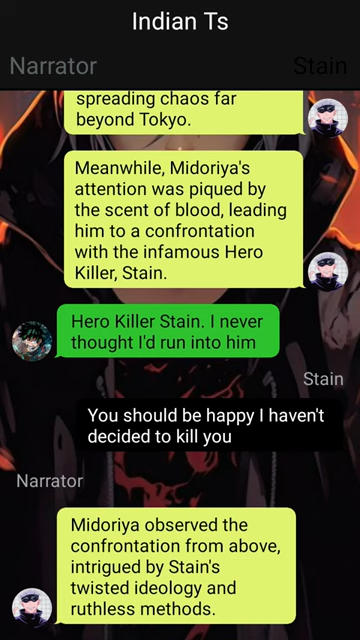 Indian Ts
Narrator
Stain
spreading chaos far
beyond Tokyo.
Meanwhile, Midoriya's
attention was piqued by
the scent of blood, leading
him to a confrontation
with the infamous Hero
Killer, Stain.
Hero Killer Stain. I never
thought I'd run into him
Stain
You should be happy I haven't
decided to kill you
Narrator
Midoriya observed the
confrontation from above,
intrigued by Stain's
twisted ideology and
ruthless methods.